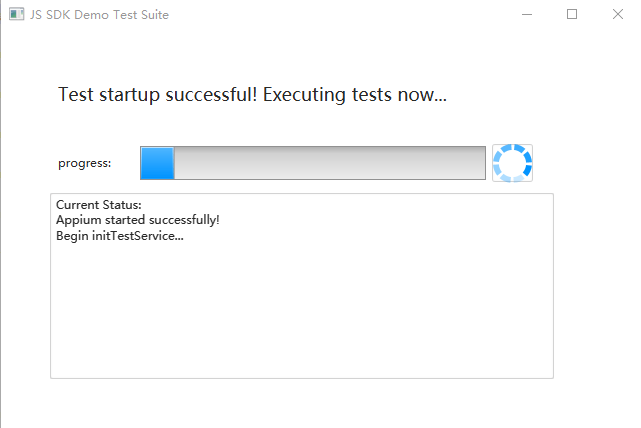 JS SDK Demo Test Suite
Test startup successful! Executing tests now...
progress:
Current Status:
Appium started successfully!
Begin initTestService...